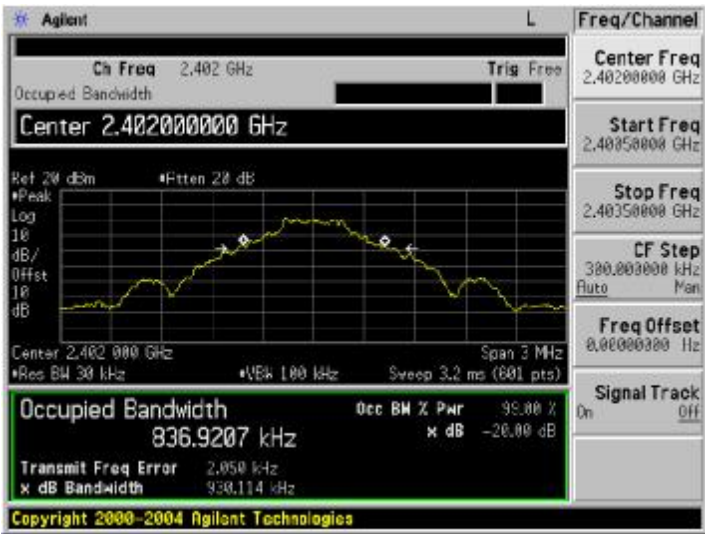 Agilent L Freq/Channel
Ch Freq 2.402 GHz Trig Free
Occupied Bandwidth
Center 2.402000000 GHz
Center Freq
2.40200000 GHz
Start Freq
2.40050000 GHz
Stop Freq
2.40350000 GHz
CF Step
300.000000 kHz
Auto Man
Freq Offset
0.00000000 Hz
Signal Track
On Off
Ref 20 dBm #Atten 20 dB
#Peak
Log
10
dB/
Offst
10
dB
Center 2.402 000 GHz Span 3 MHz
#Res BW 30 kHz #VBW 100 kHz Sweep 3.2 ms (601 pts)
Occupied Bandwidth Occ BW % Pwr 99.00 %
836.9207 kHz x dB -20.00 dB
Transmit Freq Error 2.050 kHz
x dB Bandwidth 930.114 kHz
Copyright 2000-2004 Agilent Technologies